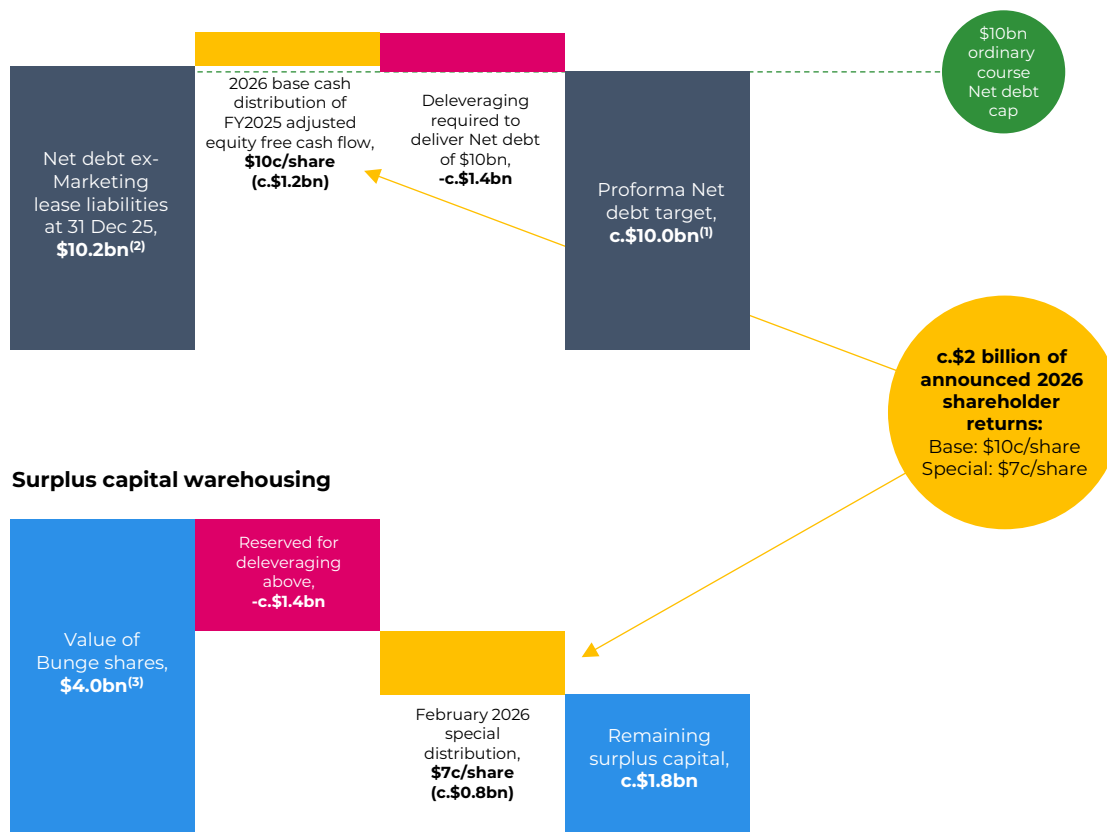 $10bn
ordinary
course
Net debt
cap
2026 base cash
distribution of
FY2025 adjusted
equity free cash flow,
$10c/share
(c.$1.2bn)
Deleveraging
required to
deliver Net debt
of $10bn,
-c.$1.4bn
Net debt ex-
Marketing
lease liabilities
at 31 Dec 25,
$10.2bn(2)
Proforma Net
debt target,
c.$10.0bn(1)
c.$2 billion of
announced 2026
shareholder
returns:
Base: $10c/share
Special: $7c/share
Surplus capital warehousing
Value of
Bunge shares,
$4.0bn(3)
Reserved for
deleveraging
above,
-c.$1.4bn
February 2026
special
distribution,
$7c/share
(c.$0.8bn)
Remaining
surplus capital,
c.$1.8bn